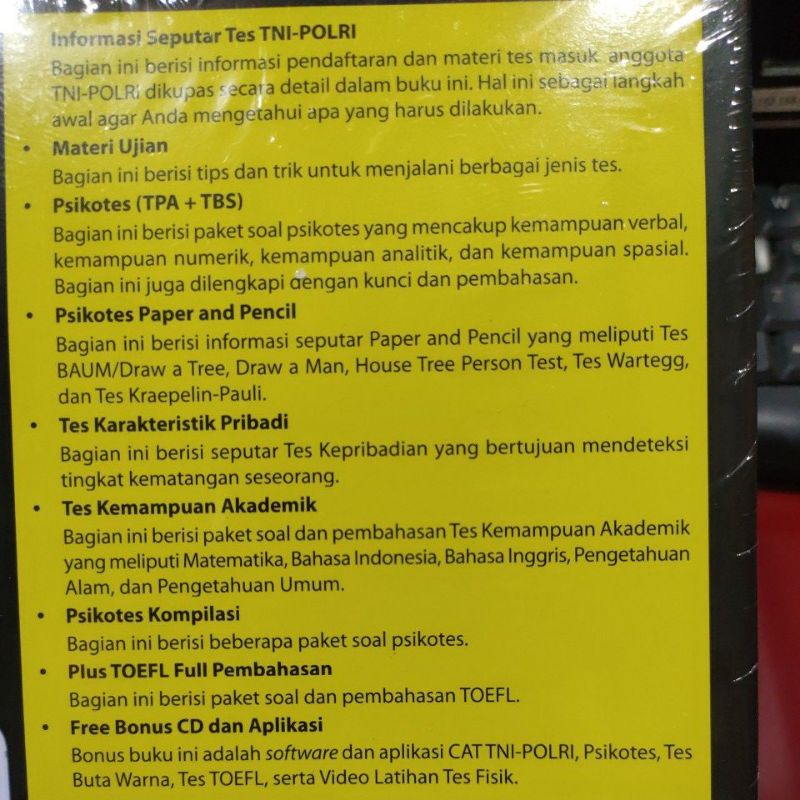 Informasi Seputar Tes TNI-POLRI
Bagian ini berisi informasi pendaftaran dan materi tes masuk anggota
TNI-POLRI dikupas secara detail dalam buku ini. Hal ini sebagai langkah
awal agar Anda mengetahui apa yang harus dilakukan.
• Materi Ujian
Bagian ini berisi tips dan trik untuk menjalani berbagai jenis tes.
• Psikotes (TPA + TBS)
Bagian ini berisi paket soal psikotes yang mencakup kemampuan verbal,
kemampuan numerik, kemampuan analitik, dan kemampuan spasial.
Bagian ini juga dilengkapi dengan kunci dan pembahasan.
• Psikotes Paper and Pencil
Bagian ini berisi informasi seputar Paper and Pencil yang meliputi Tes
BAUM/Draw a Tree, Draw a Man, House Tree Person Test, Tes Wartegg,
dan Tes Kraepelin-Pauli.
• Tes Karakteristik Pribadi
Bagian ini berisi seputar Tes Kepribadian yang bertujuan mendeteksi
tingkat kematangan seseorang.
• Tes Kemampuan Akademik
Bagian ini berisi paket soal dan pembahasan Tes Kemampuan Akademik
yang meliputi Matematika, Bahasa Indonesia, Bahasa Inggris, Pengetahuan
Alam, dan Pengetahuan Umum.
• Psikotes Kompilasi
Bagian ini berisi beberapa paket soal psikotes.
• Plus TOEFL Full Pembahasan
Bagian ini berisi paket soal dan pembahasan TOEFL.
• Free Bonus CD dan Aplikasi
Bonus buku ini adalah software dan aplikasi CAT TNI-POLRI, Psikotes, Tes
Buta Warna, Tes TOEFL, serta Video Latihan Tes Fisik.
W